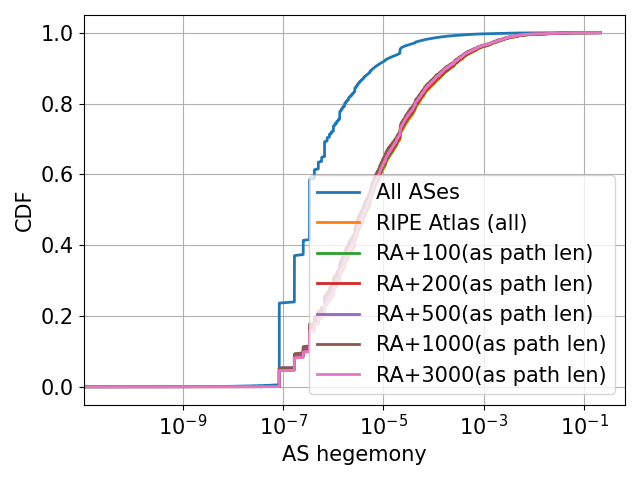 1.0
0.8
0.6
0.4
0.2
0.0
CDF
All ASes
RIPE Atlas (all)
RA+100(as path len)
RA+200(as path len)
RA+500(as path len)
RA+1000(as path len)
RA+3000(as path len)
10⁻⁹ 10⁻⁷ 10⁻⁵ 10⁻³ 10⁻¹
AS hegemony